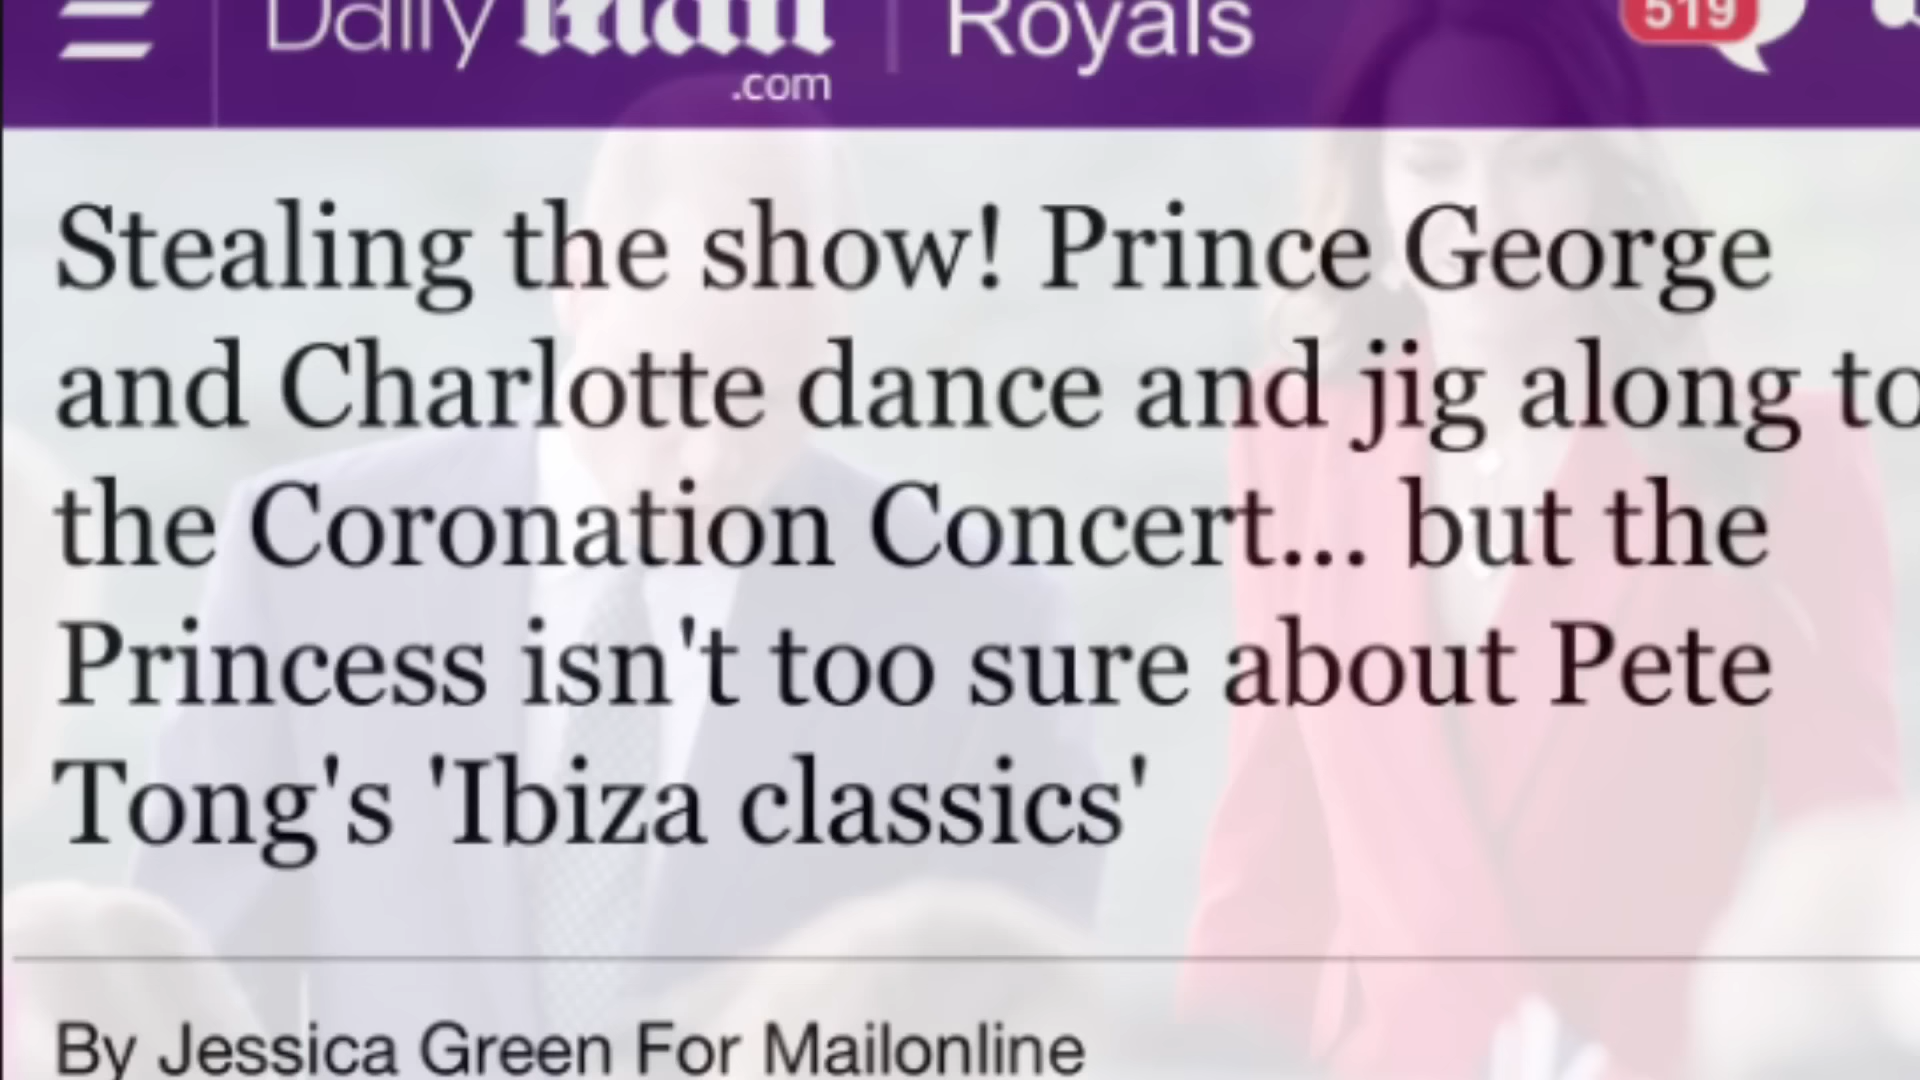 Daily Mail Royals 519
.com
Stealing the show! Prince George
and Charlotte dance and jig along to
the Coronation Concert... but the
Princess isn't too sure about Pete
Tong's 'Ibiza classics'
By Jessica Green For Mailonline